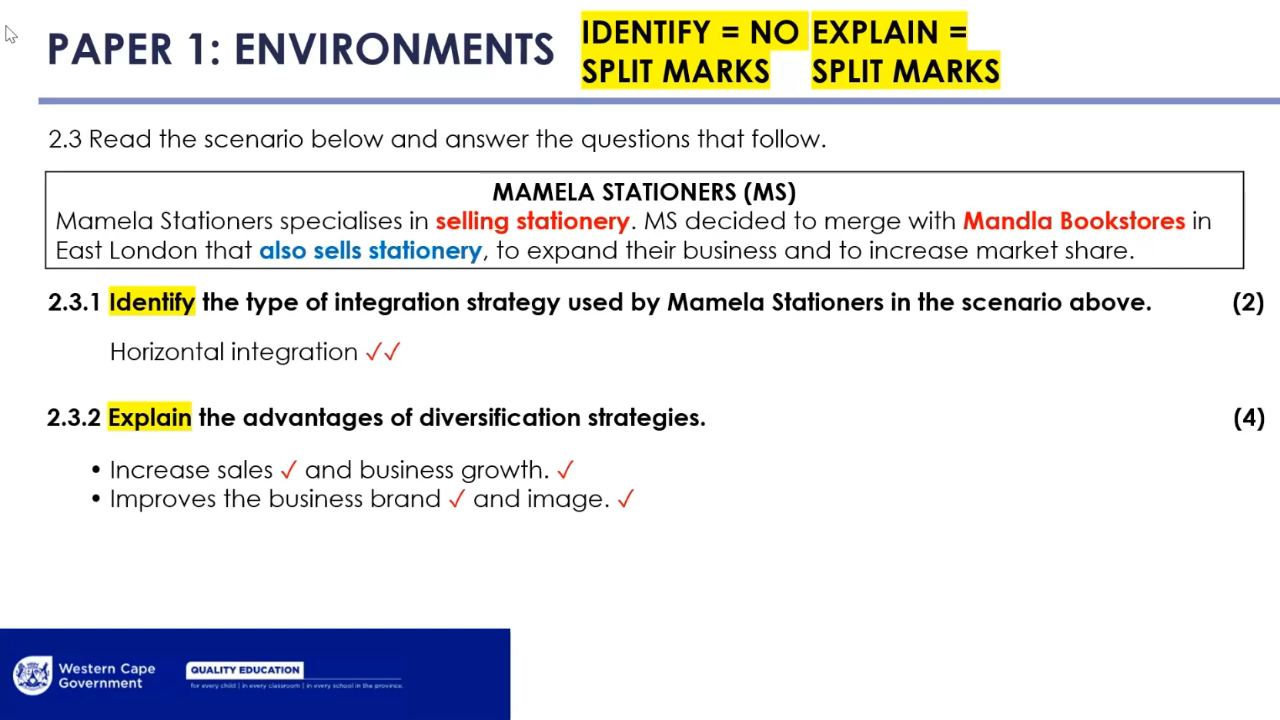 PAPER 1: ENVIRONMENTS
IDENTIFY = NO
SPLIT MARKS
EXPLAIN =
SPLIT MARKS
2.3 Read the scenario below and answer the questions that follow.
MAMELA STATIONERS (MS)
Mamela Stationers specialises in selling stationery. MS decided to merge with Mandla Bookstores in
East London that also sells stationery, to expand their business and to increase market share.
2.3.1 Identify the type of integration strategy used by Mamela Stationers in the scenario above. (2)
Horizontal integration ✓✓
2.3.2 Explain the advantages of diversification strategies. (4)
• Increase sales ✓ and business growth. ✓
• Improves the business brand ✓ and image. ✓
Western Cape
Government
QUALITY EDUCATION
for every child | in every classroom | in every school in the province.